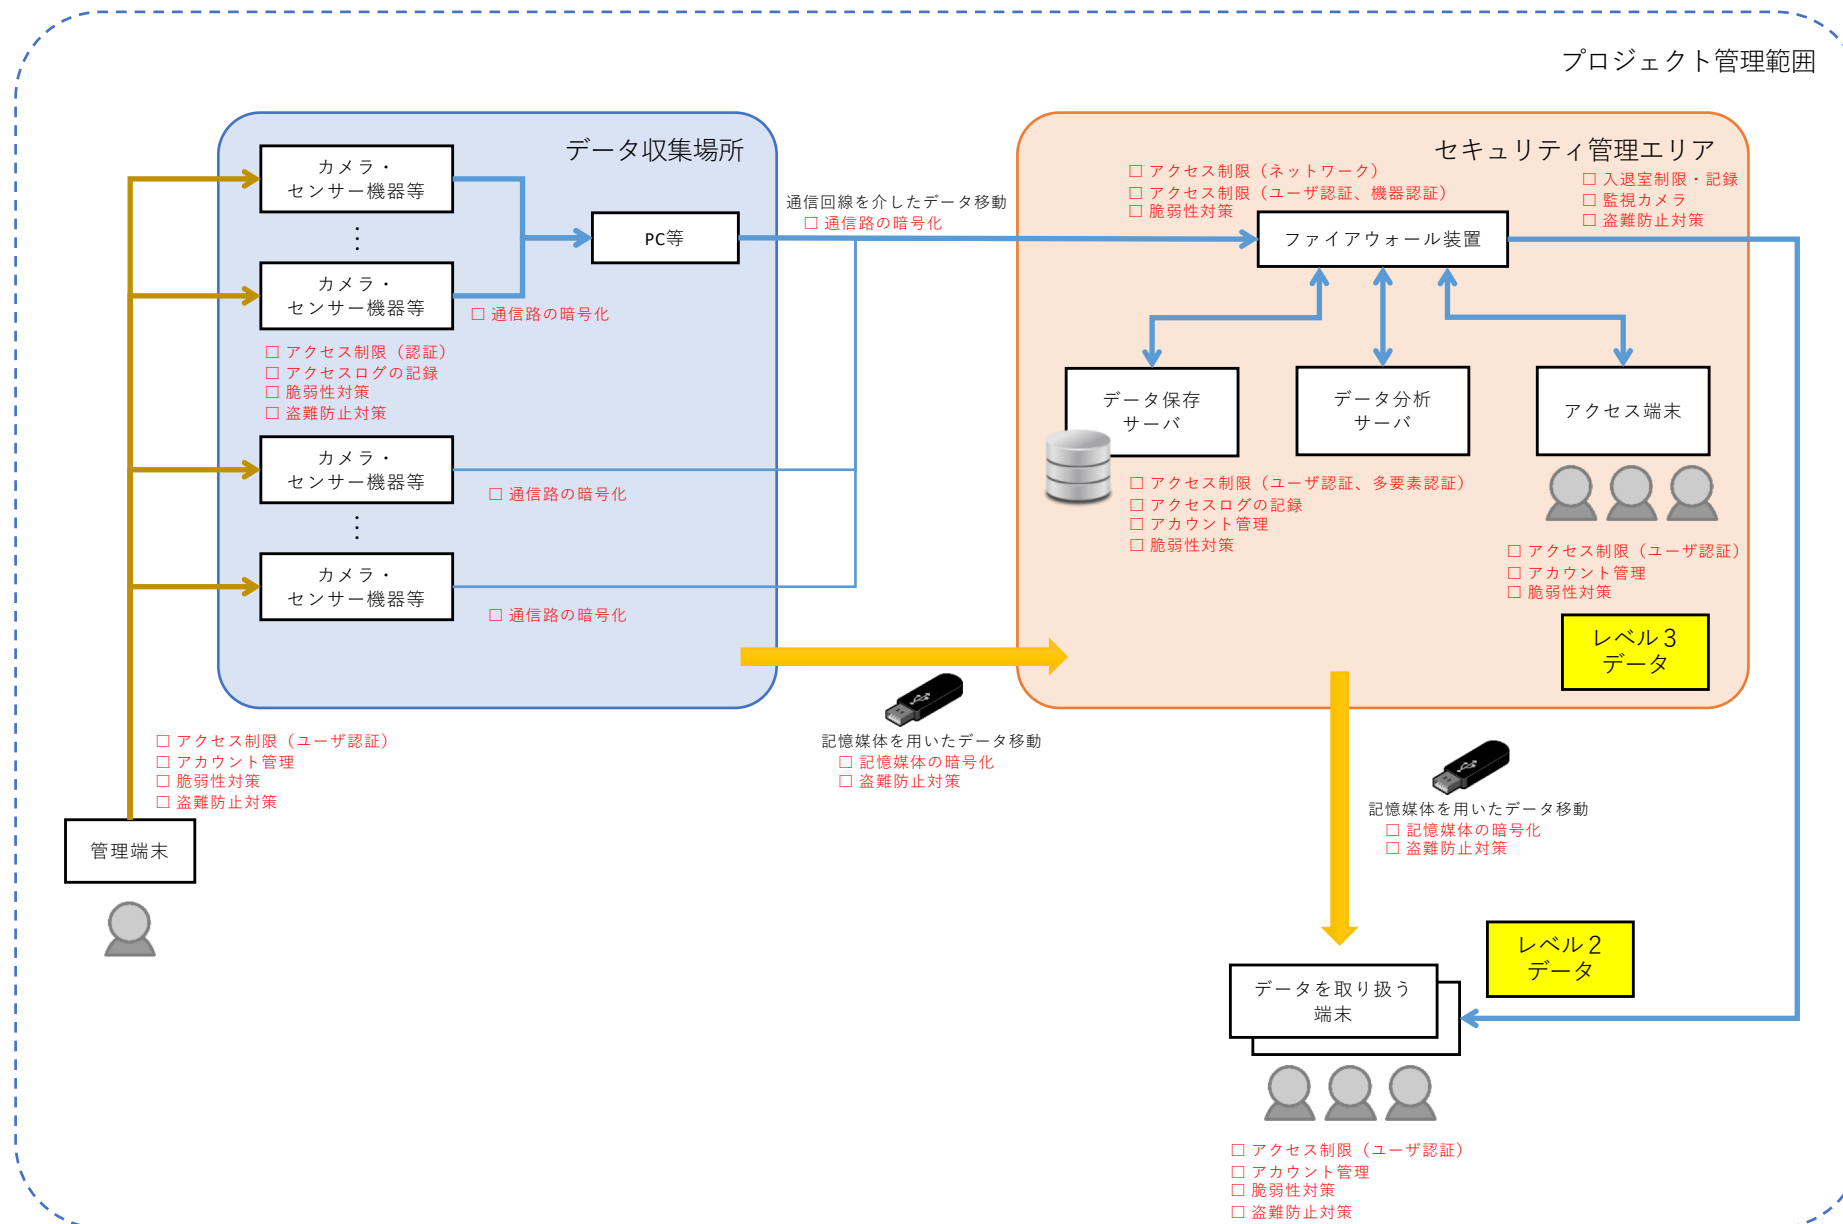 プロジェクト管理範囲
データ収集場所
カメラ・
センサー機器等
⋮
カメラ・
センサー機器等
PC等
□ 通信路の暗号化
□ アクセス制限（認証）
□ アクセスログの記録
□ 脆弱性対策
□ 盗難防止対策
カメラ・
センサー機器等
□ 通信路の暗号化
⋮
カメラ・
センサー機器等
□ 通信路の暗号化
通信回線を介したデータ移動
□ 通信路の暗号化
セキュリティ管理エリア
□ アクセス制限（ネットワーク）
□ アクセス制限（ユーザ認証、機器認証）
□ 脆弱性対策
□ 入退室制限・記録
□ 監視カメラ
□ 盗難防止対策
ファイアウォール装置
データ保存
サーバ
データ分析
サーバ
アクセス端末
□ アクセス制限（ユーザ認証、多要素認証）
□ アクセスログの記録
□ アカウント管理
□ 脆弱性対策
□ アクセス制限（ユーザ認証）
□ アカウント管理
□ 脆弱性対策
レベル３
データ
□ アクセス制限（ユーザ認証）
□ アカウント管理
□ 脆弱性対策
□ 盗難防止対策
管理端末
記憶媒体を用いたデータ移動
□ 記憶媒体の暗号化
□ 盗難防止対策
記憶媒体を用いたデータ移動
□ 記憶媒体の暗号化
□ 盗難防止対策
レベル２
データ
データを取り扱う
端末
□ アクセス制限（ユーザ認証）
□ アカウント管理
□ 脆弱性対策
□ 盗難防止対策